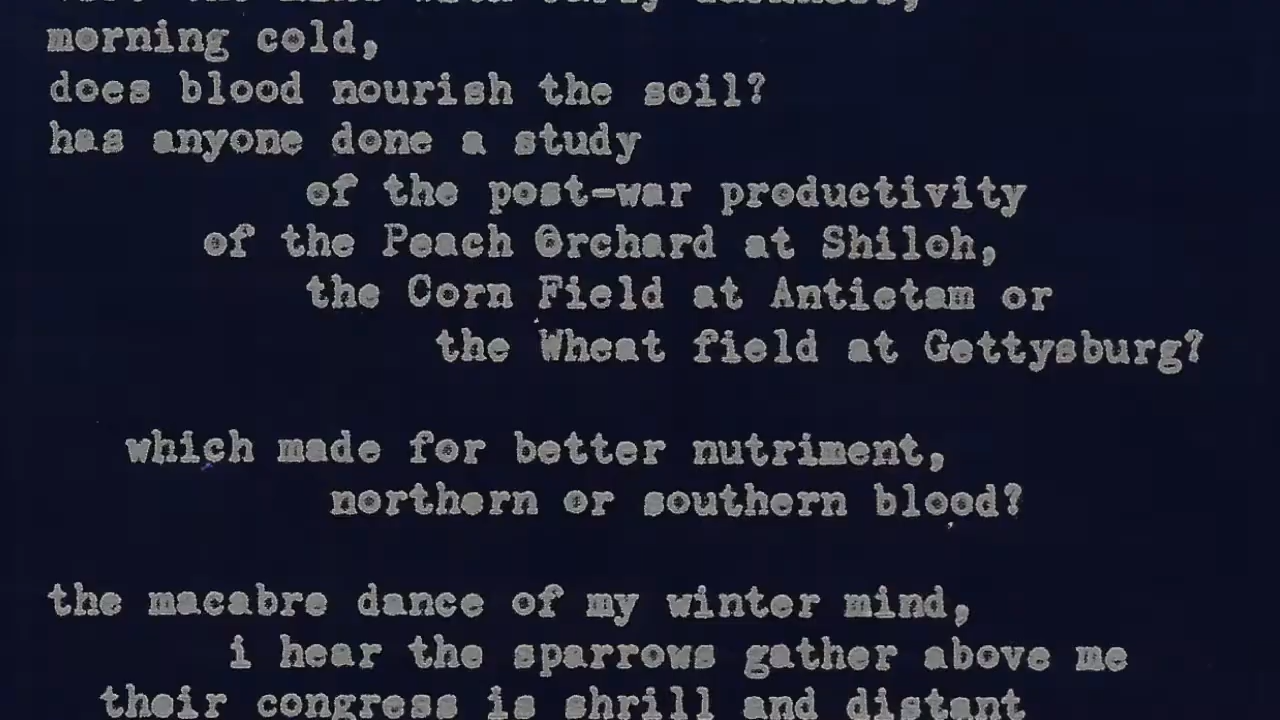 morning cold,
does blood nourish the soil?
has anyone done a study
of the post-war productivity
of the Peach Orchard at Shiloh,
the Corn Field at Antietam or
the Wheat field at Gettysburg?
which made for better nutriment,
northern or southern blood?
the macabre dance of my winter mind,
i hear the sparrows gather above me
their congress is shrill and distant